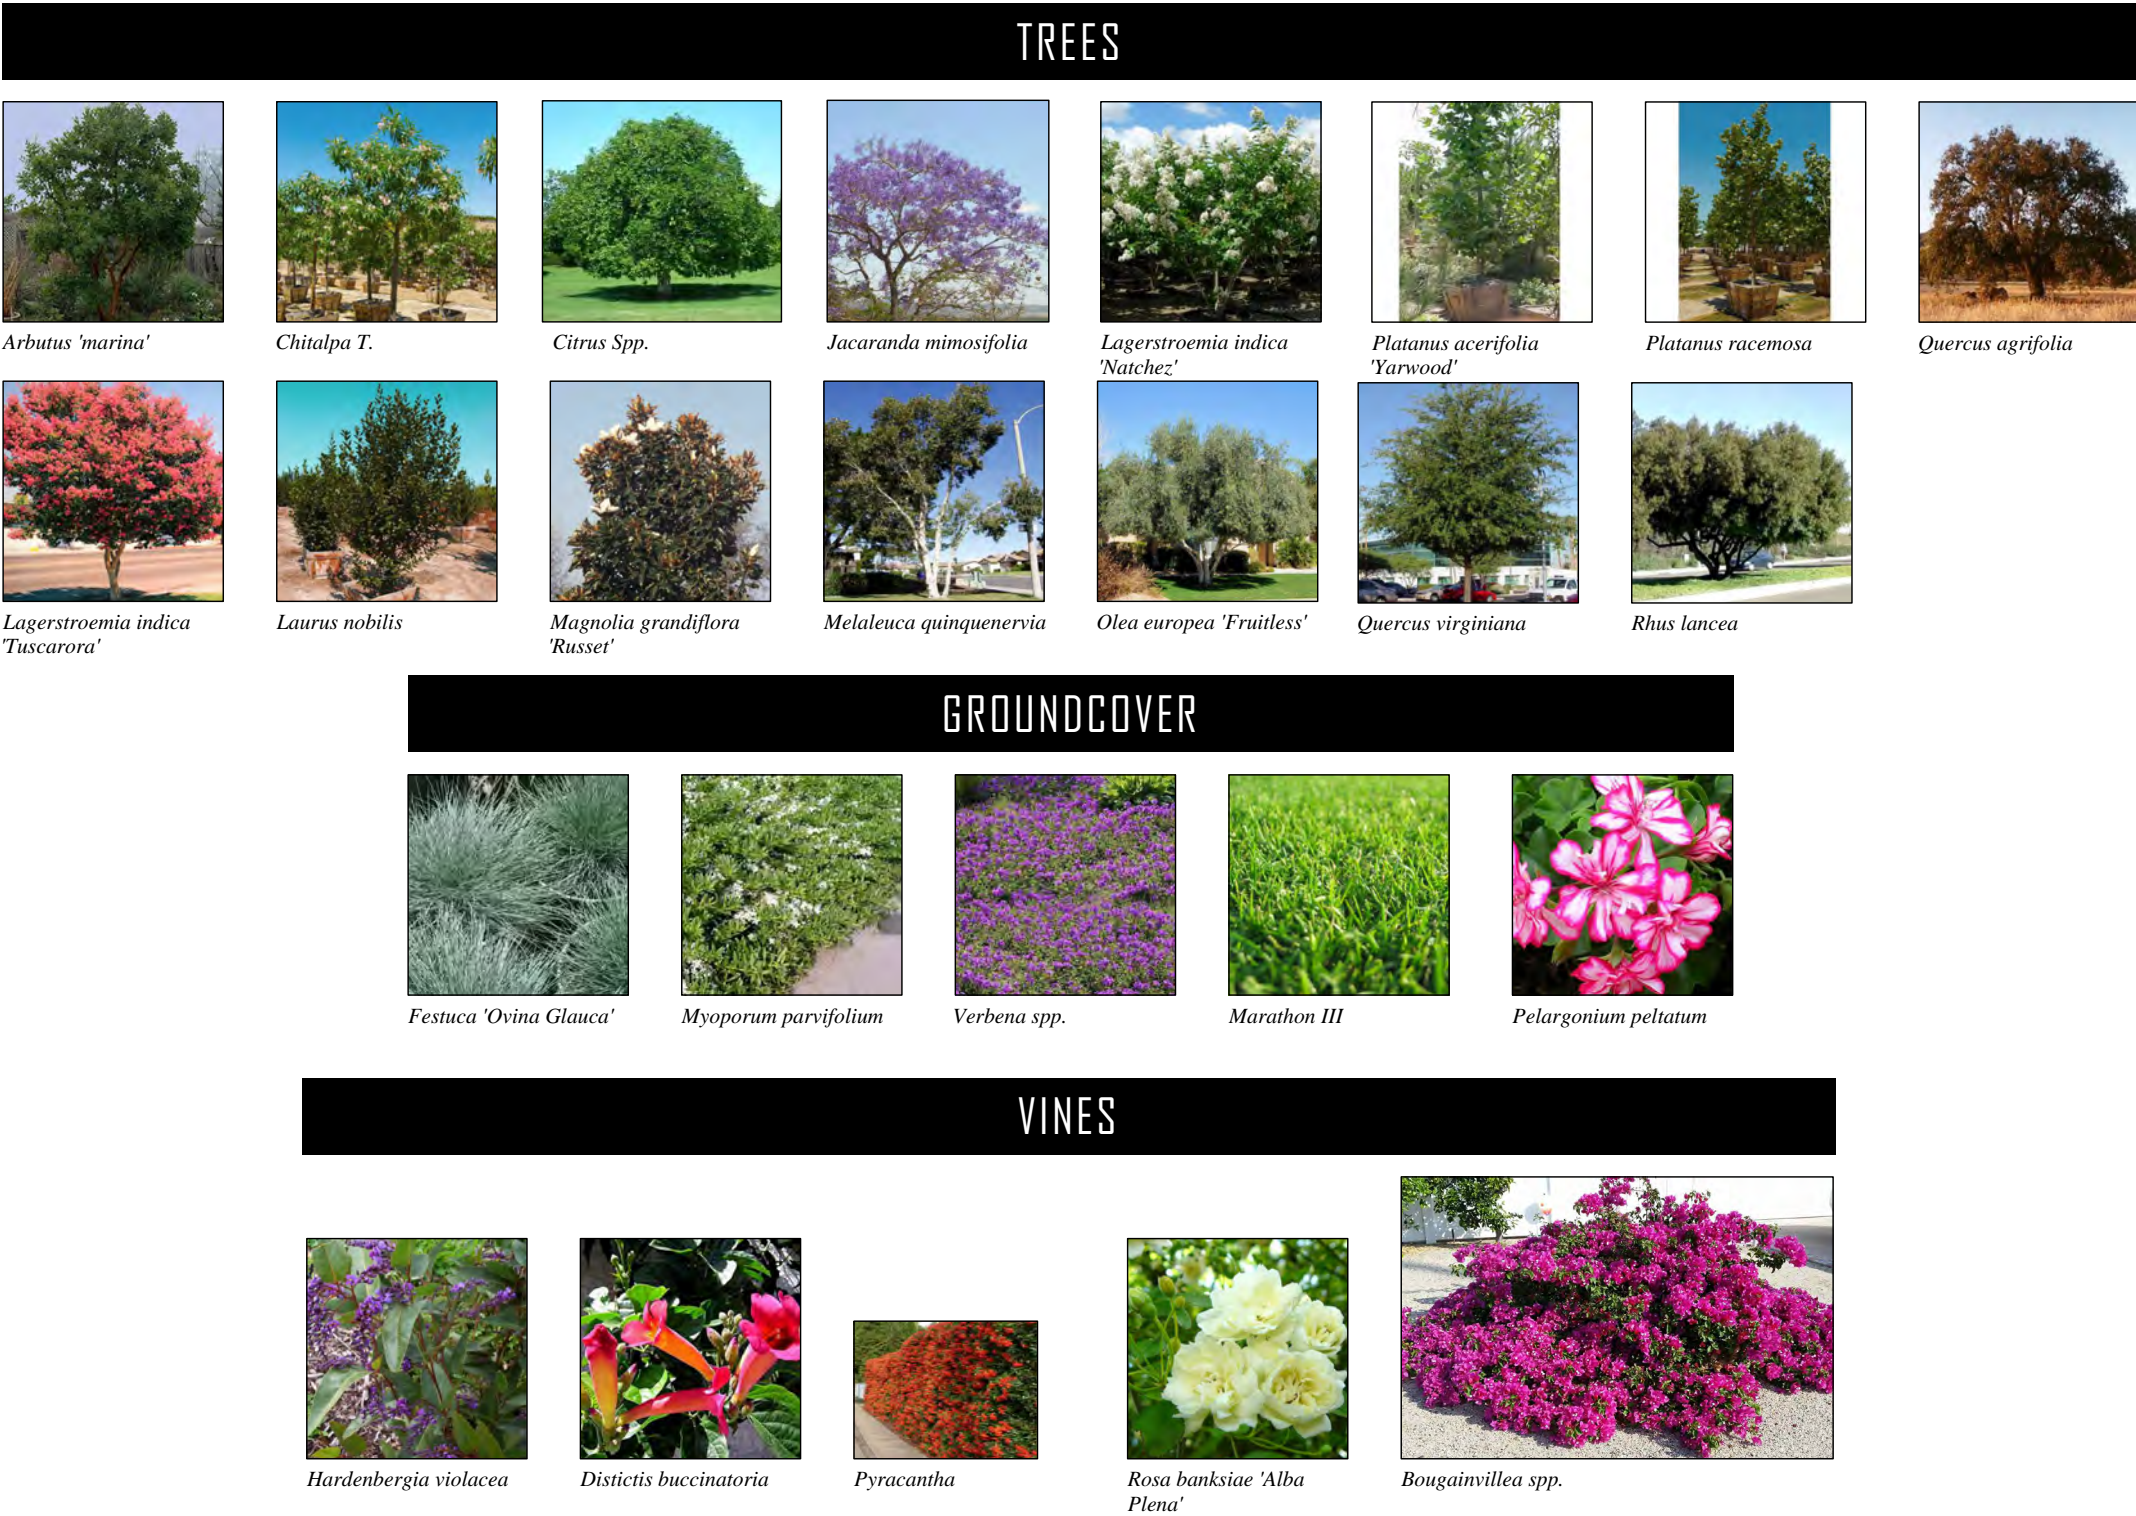 TREES
Arbutus 'marina'
Chitalpa T.
Citrus Spp.
Jacaranda mimosifolia
Lagerstroemia indica
'Natchez'
Platanus acerifolia
'Yarwood'
Platanus racemosa
Quercus agrifolia
Lagerstroemia indica
'Tuscarora'
Laurus nobilis
Magnolia grandiflora
'Russet'
Melaleuca quinquenervia
Olea europea 'Fruitless'
Quercus virginiana
Rhus lancea
GROUNDCOVER
Festuca 'Ovina Glauca'
Myoporum parvifolium
Verbena spp.
Marathon III
Pelargonium peltatum
VINES
Hardenbergia violacea
Distictis buccinatoria
Pyracantha
Rosa banksiae 'Alba
Plena'
Bougainvillea spp.